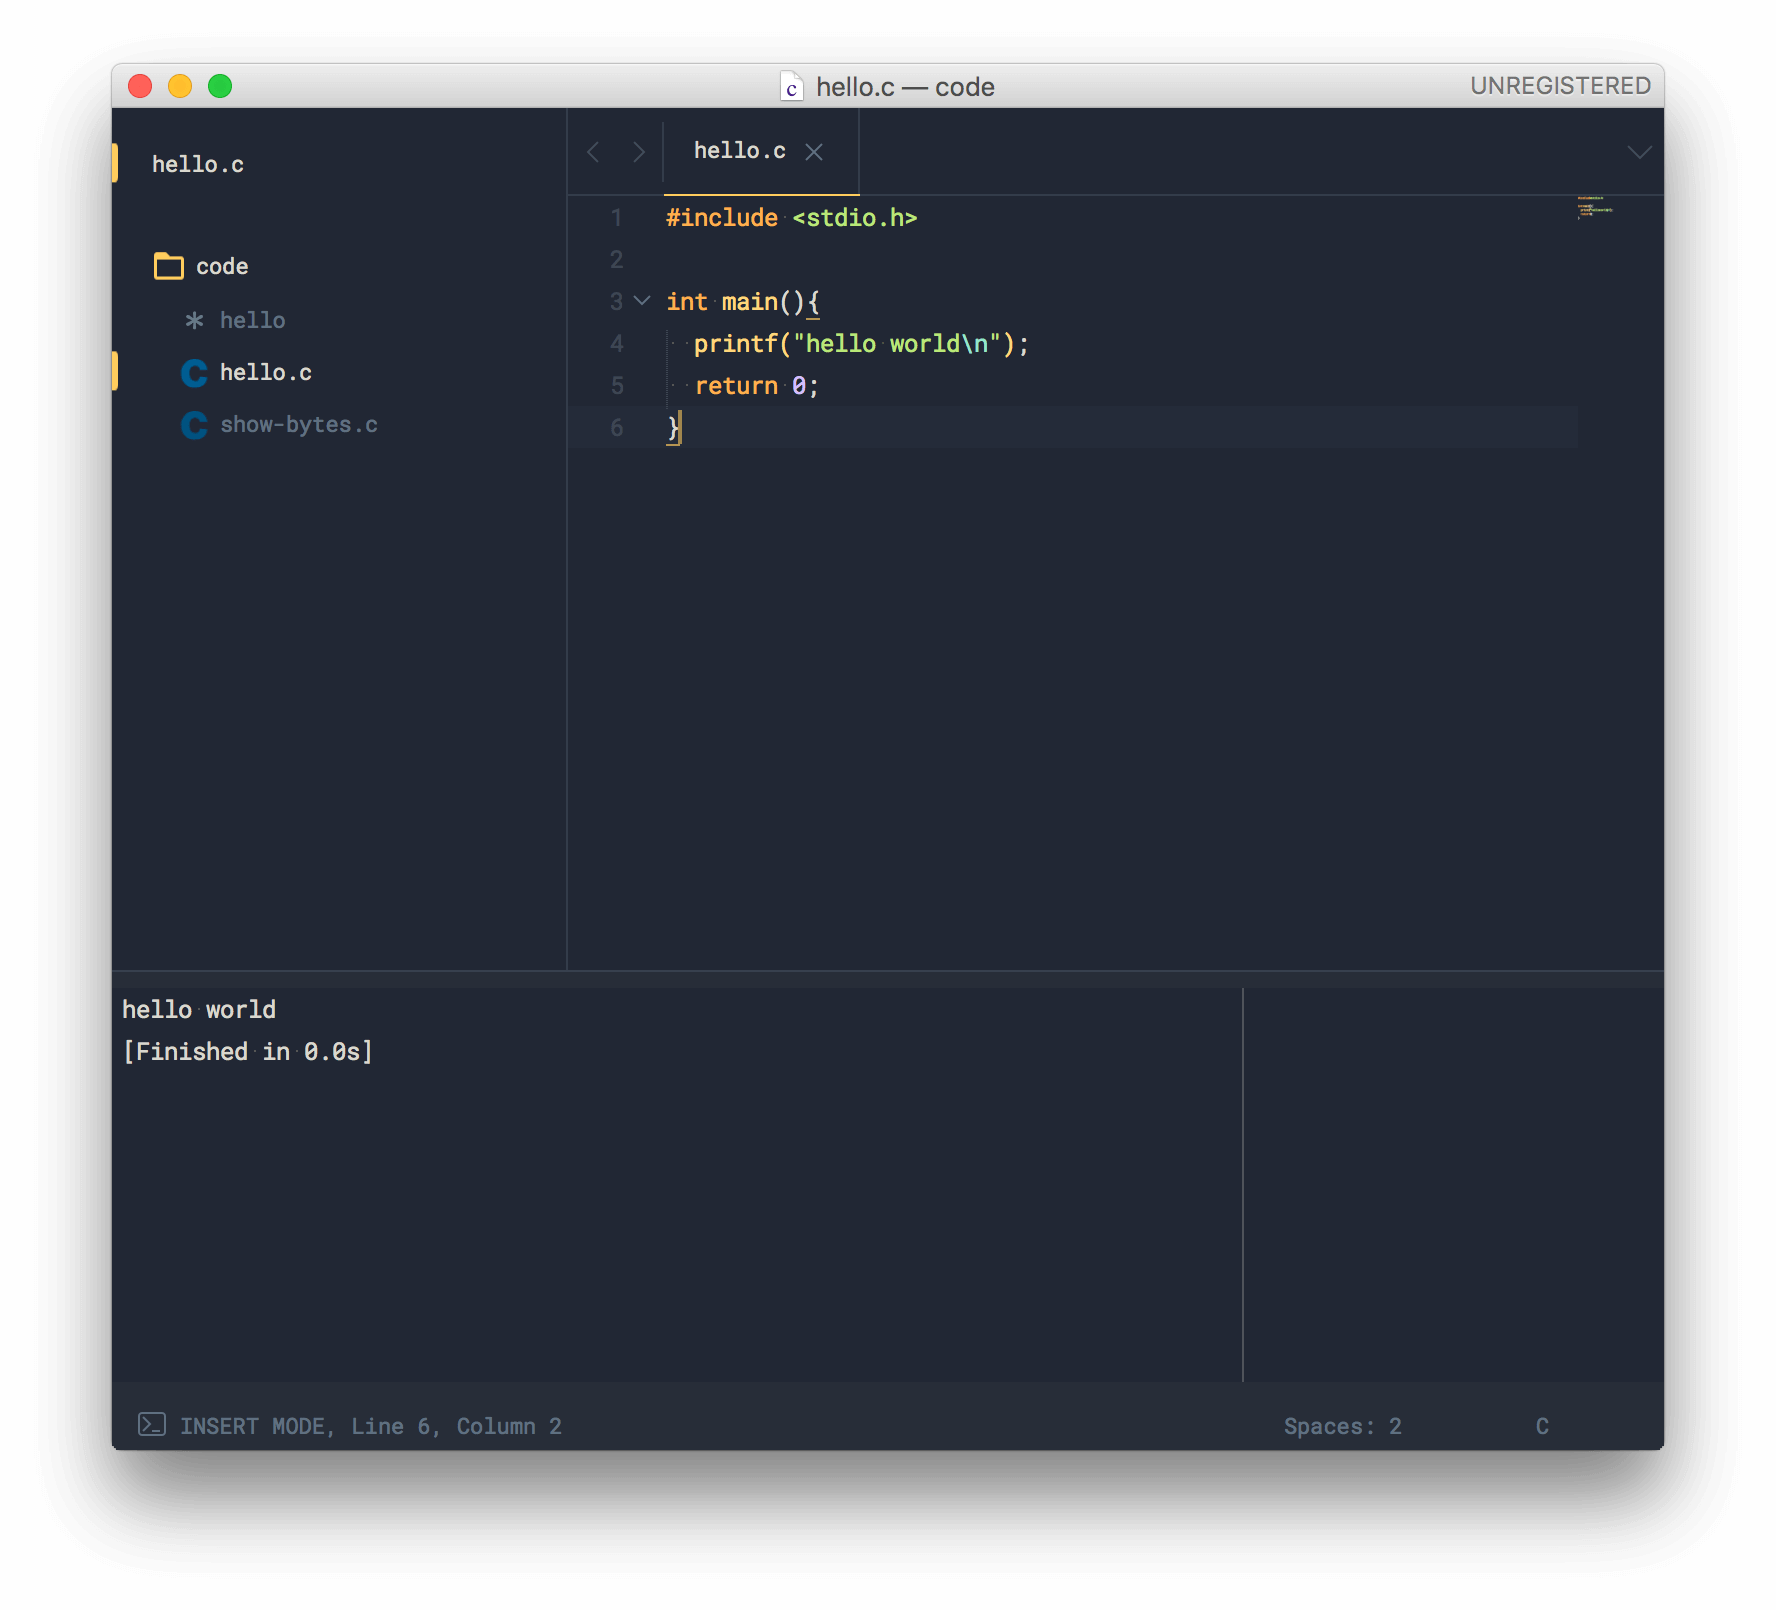 hello.c — code
UNREGISTERED
hello.c
code
hello
hello.c
show-bytes.c
hello.c
1 #include <stdio.h>
2
3 int main(){
4 printf("hello world\n");
5 return 0;
6 }
hello world
[Finished in 0.0s]
INSERT MODE, Line 6, Column 2
Spaces: 2
C